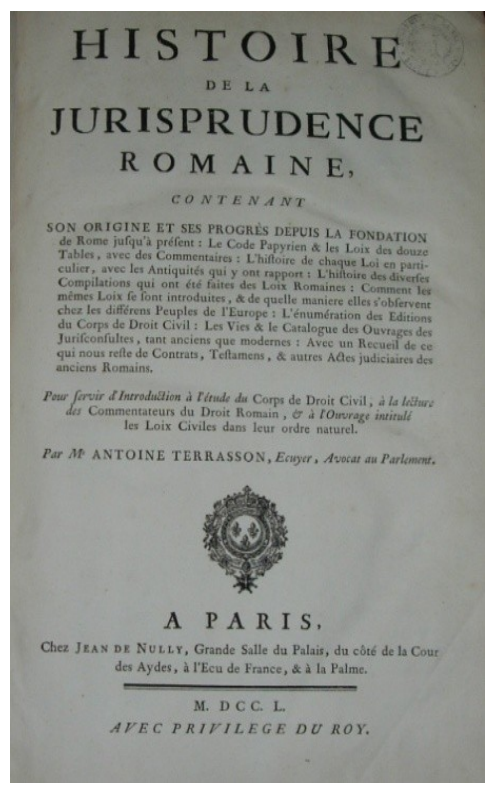 HISTOIRE
DE LA
JURISPRUDENCE
ROMAINE,
CONTENANT
SON ORIGINE ET SES PROGRÈS DEPUIS LA FONDATION
de Rome juſqu'à préſent : Le Code Papyrien & les Loix des douze
Tables, avec des Commentaires : L'hiſtoire de chaque Loi en parti-
culier, avec les Antiquités qui y ont rapport : L'hiſtoire des diverſes
Compilations qui ont été faites des Loix Romaines : Comment les
mêmes Loix ſe ſont introduites, & de quelle maniere elles s'obſervent
chez les différens Peuples de l'Europe : L'énumération des Editions
du Corps de Droit Civil : Les Vies & le Catalogue des Ouvrages des
Juriſconſultes, tant anciens que modernes : Avec un Recueil de ce
qui nous reſte de Contrats, Teſtamens, & autres Actes judiciaires des
anciens Romains.
Pour ſervir d'Introduction à l'étude du Corps de Droit Civil, à la lecture
des Commentateurs du Droit Romain, & à l'Ouvrage intitulé
les Loix Civiles dans leur ordre naturel.
Par Me ANTOINE TERRASSON, Ecuyer, Avocat au Parlement.
A PARIS,
Chez JEAN DE NULLY, Grande Salle du Palais, du côté de la Cour
des Aydes, à l'Ecu de France, & à la Palme.
M. DCC. L.
AVEC PRIVILEGE DU ROY.